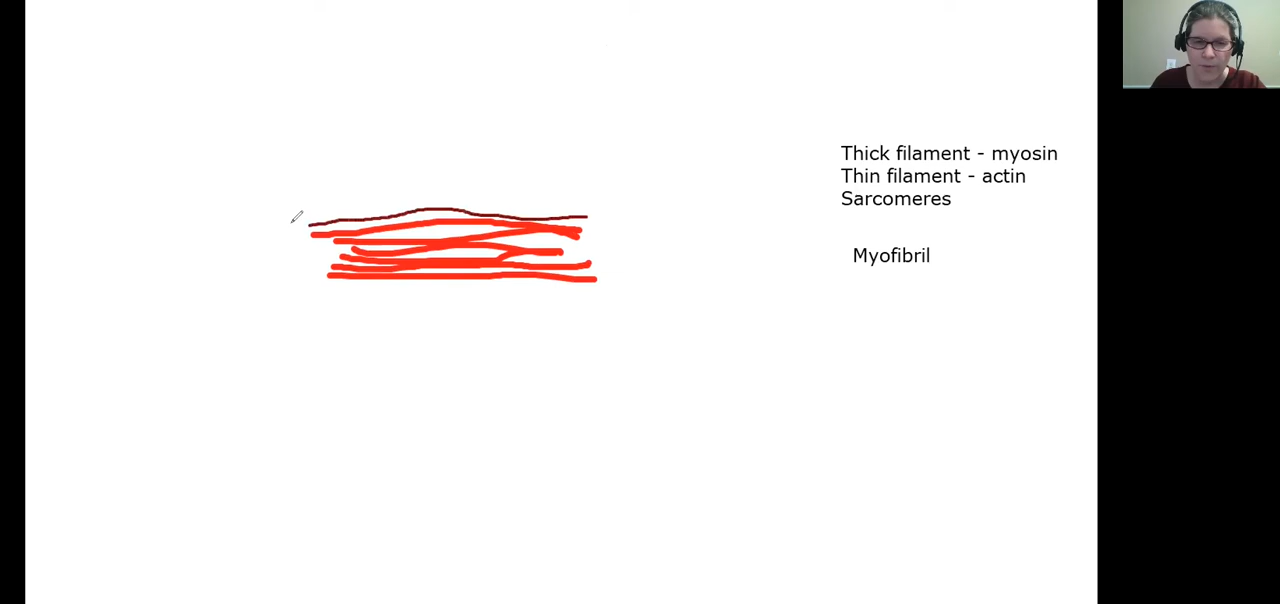 Thick filament - myosin
Thin filament - actin
Sarcomeres
Myofibril